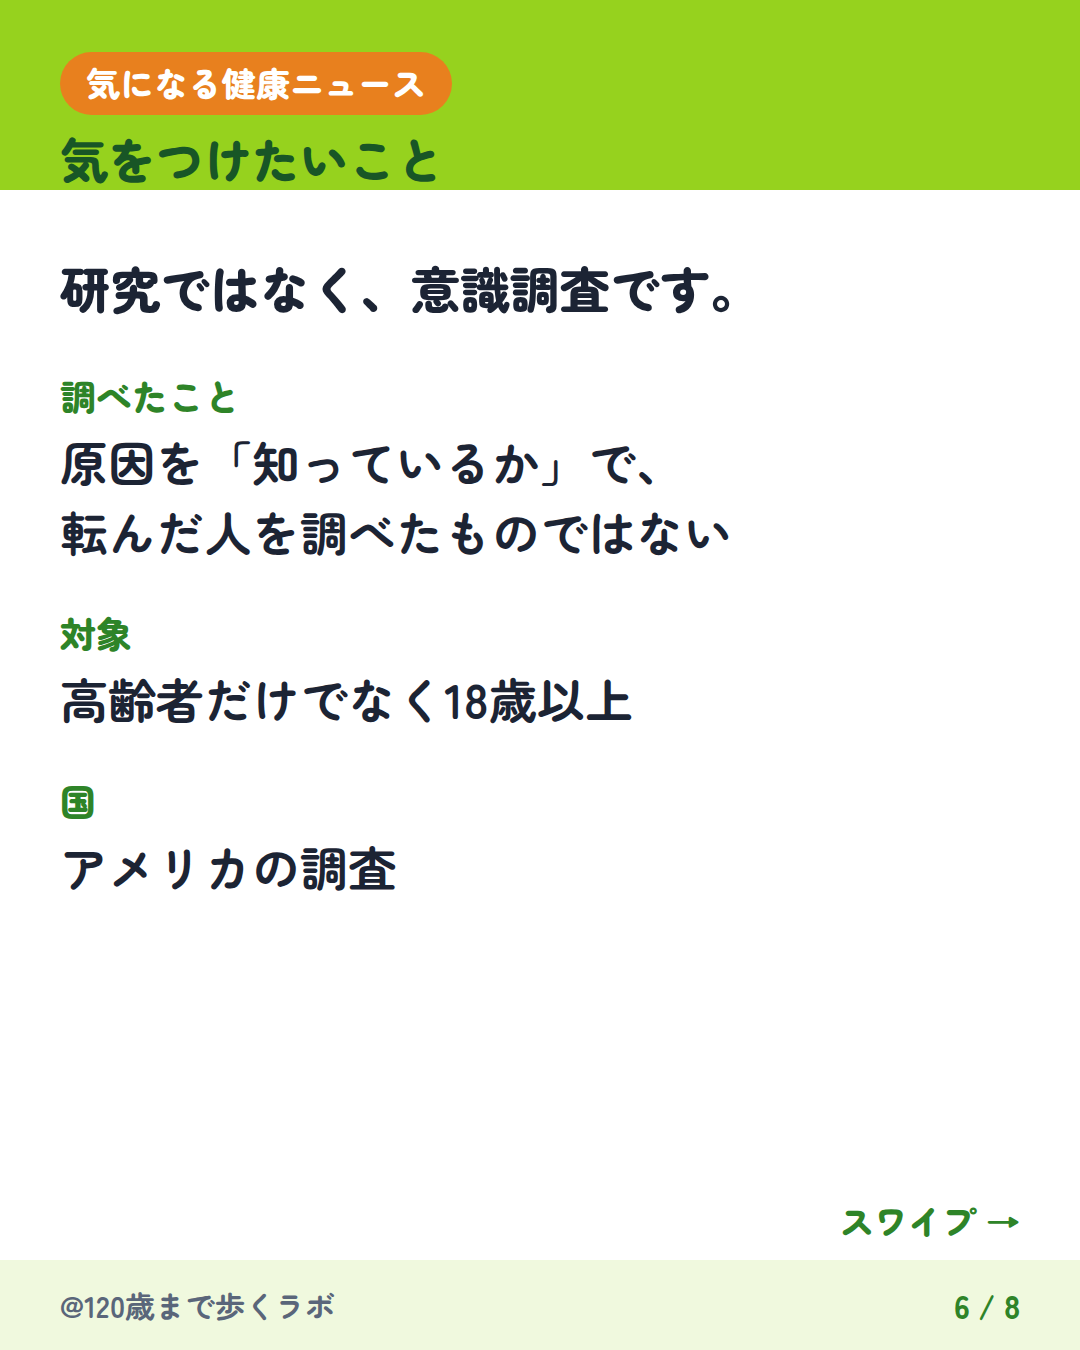 気になる健康ニュース
気をつけたいこと
研究ではなく、意識調査です。
調べたこと
原因を「知っているか」で、
転んだ人を調べたものではない
対象
高齢者だけでなく18歳以上
国
アメリカの調査
スワイプ →
@120歳まで歩くラボ
6 / 8